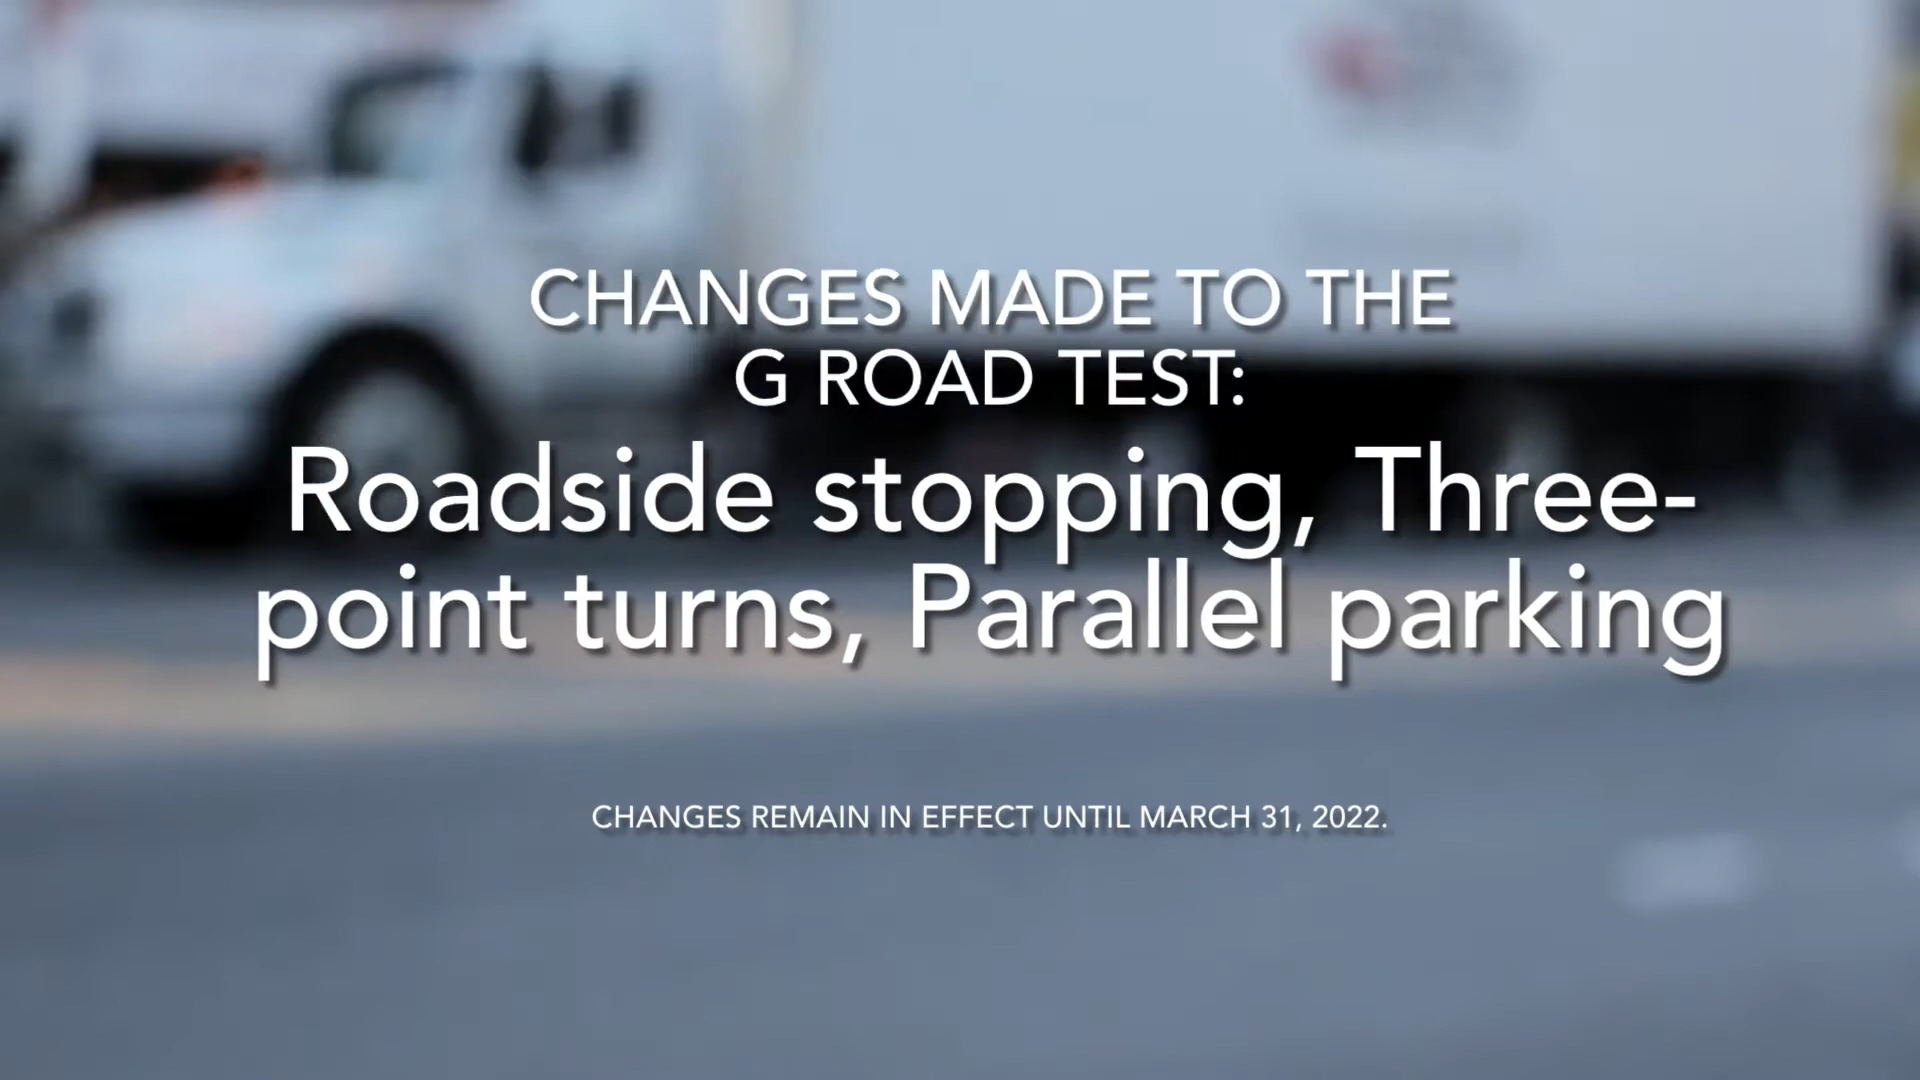 CHANGES MADE TO THE
G ROAD TEST:
Roadside stopping, Three-
point turns, Parallel parking
CHANGES REMAIN IN EFFECT UNTIL MARCH 31, 2022.